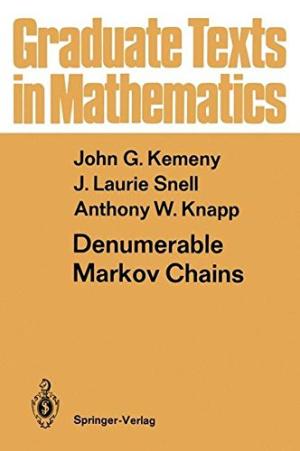 Graduate Texts
in Mathematics
John G. Kemeny
J. Laurie Snell
Anthony W. Knapp
Denumerable
Markov Chains
Springer-Verlag